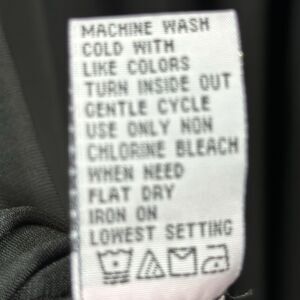 MACHINE WASH
COLD WITH
LIKE COLORS
TURN INSIDE OUT
GENTLE CYCLE
USE ONLY NON
CHLORINE BLEACH
WHEN NEED
FLAT DRY
IRON ON
LOWEST SETTING